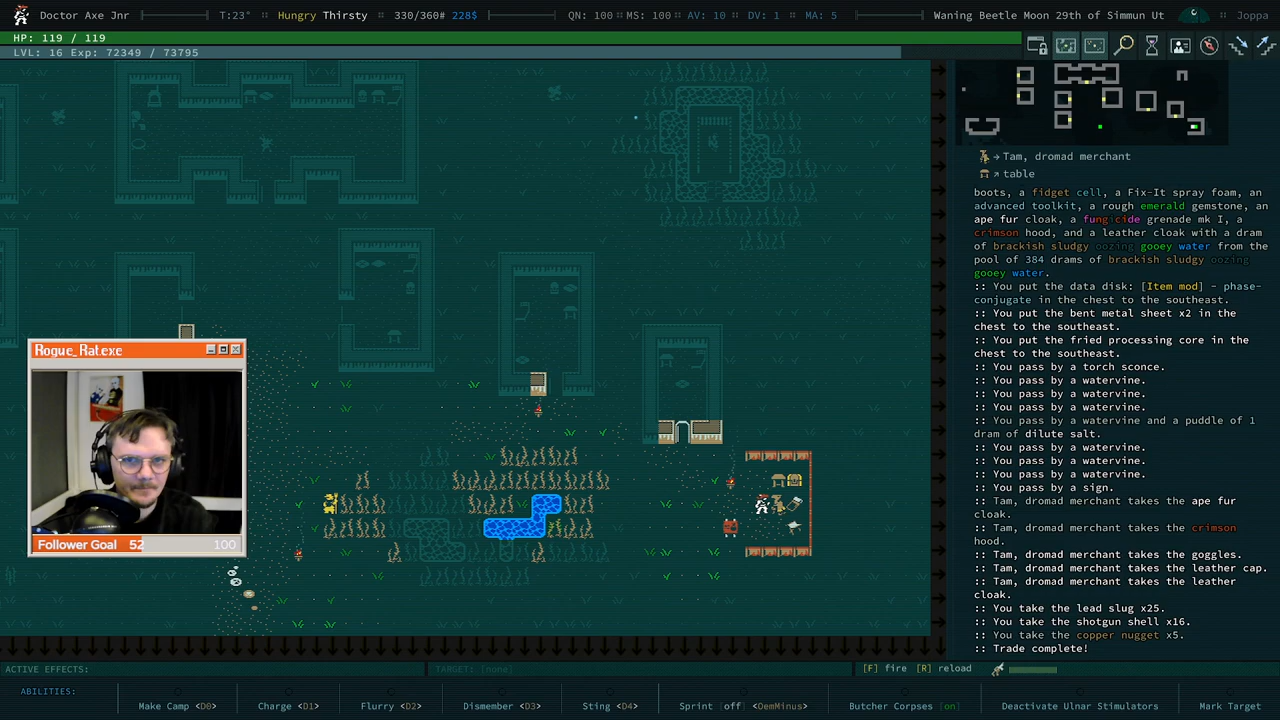 Doctor Axe Jnr T:23° :: Hungry Thirsty :: 330/360# 228$ QN: 100 :: MS: 100 :: AV: 10 :: DV: 1 :: MA: 5 Waning Beetle Moon 29th of Simmun Ut :: Joppa
HP: 119 / 119
LVL: 16 Exp: 72349 / 73795
Tam, dromad merchant
table
boots, a fidget cell, a Fix-It spray foam, an
advanced toolkit, a rough emerald gemstone, an
ape fur cloak, a fungicide grenade mk I, a
crimson hood, and a leather cloak with a dram
of brackish sludgy oozing gooey water from the
pool of 384 drams of brackish sludgy oozing
gooey water.
:: You put the data disk: [Item mod] - phase-
conjugate in the chest to the southeast.
:: You put the bent metal sheet x2 in the
chest to the southeast.
:: You put the fried processing core in the
chest to the southeast.
:: You pass by a torch sconce.
:: You pass by a watervine.
:: You pass by a watervine.
:: You pass by a watervine.
:: You pass by a watervine and a puddle of 1
dram of dilute salt.
:: You pass by a watervine.
:: You pass by a watervine.
:: You pass by a watervine.
:: You pass by a sign.
:: Tam, dromad merchant takes the ape fur
cloak.
:: Tam, dromad merchant takes the crimson
hood.
:: Tam, dromad merchant takes the goggles.
:: Tam, dromad merchant takes the leather cap.
:: Tam, dromad merchant takes the leather
cloak.
:: You take the lead slug x25.
:: You take the shotgun shell x16.
:: You take the copper nugget x5.
:: Trade complete!
Rogue_Rat.exe
Follower Goal 52 100
ACTIVE EFFECTS: TARGET: [none] [F] fire [R] reload
ABILITIES: Make Camp <D0> Charge <D1> Flurry <D2> Dismember <D3> Sting <D4> Sprint [off] <OemMinus> Butcher Corpses [on] Deactivate Ulnar Stimulators Mark Target